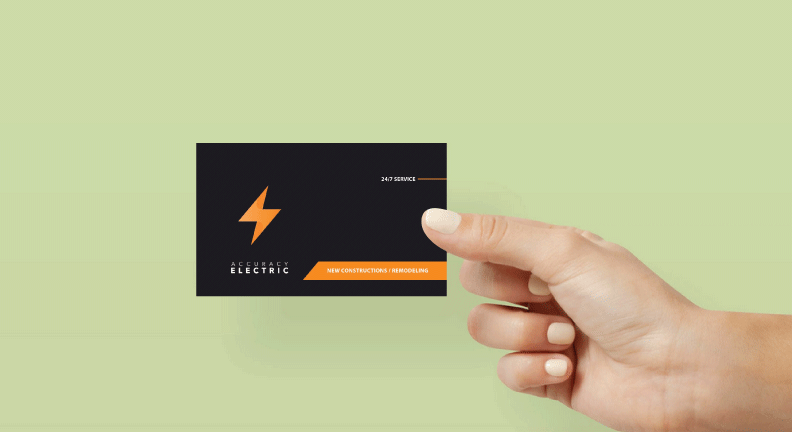 24/7 SERVICE
ACCURACY
ELECTRIC
NEW CONSTRUCTIONS / REMODELING